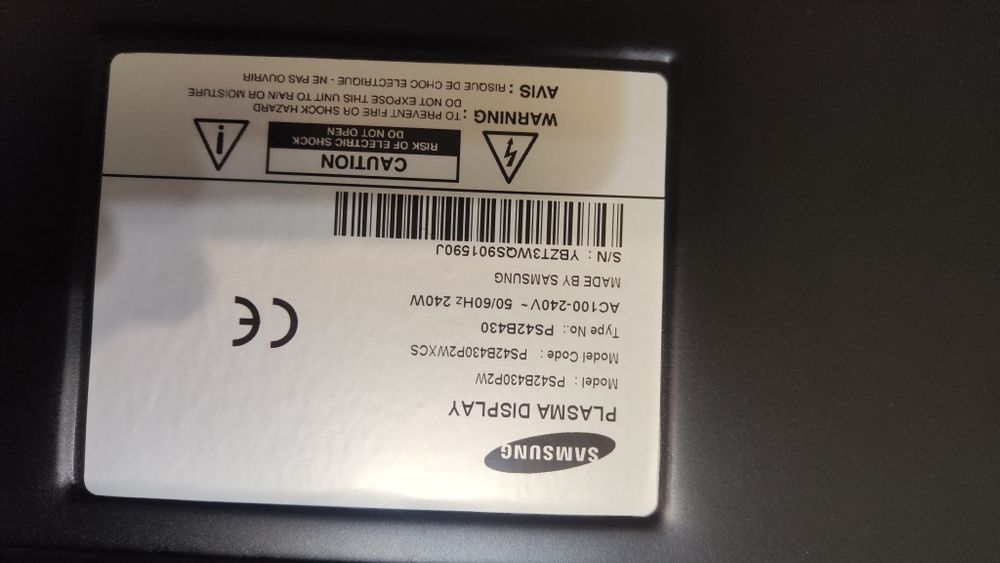 SAMSUNG
PLASMA DISPLAY
Model : PS42B430P2W
Model Code : PS42B430P2WXCS
Type No.: PS42B430
AC100-240V~ 50/60Hz 240W
MADE BY SAMSUNG
S/N : YBZT3WQS901590J
CE
CAUTION
RISK OF ELECTRIC SHOCK
DO NOT OPEN
WARNING : TO PREVENT FIRE OR SHOCK HAZARD
DO NOT EXPOSE THIS UNIT TO RAIN OR MOISTURE
AVIS : RISQUE DE CHOC ELECTRIQUE - NE PAS OUVRIR